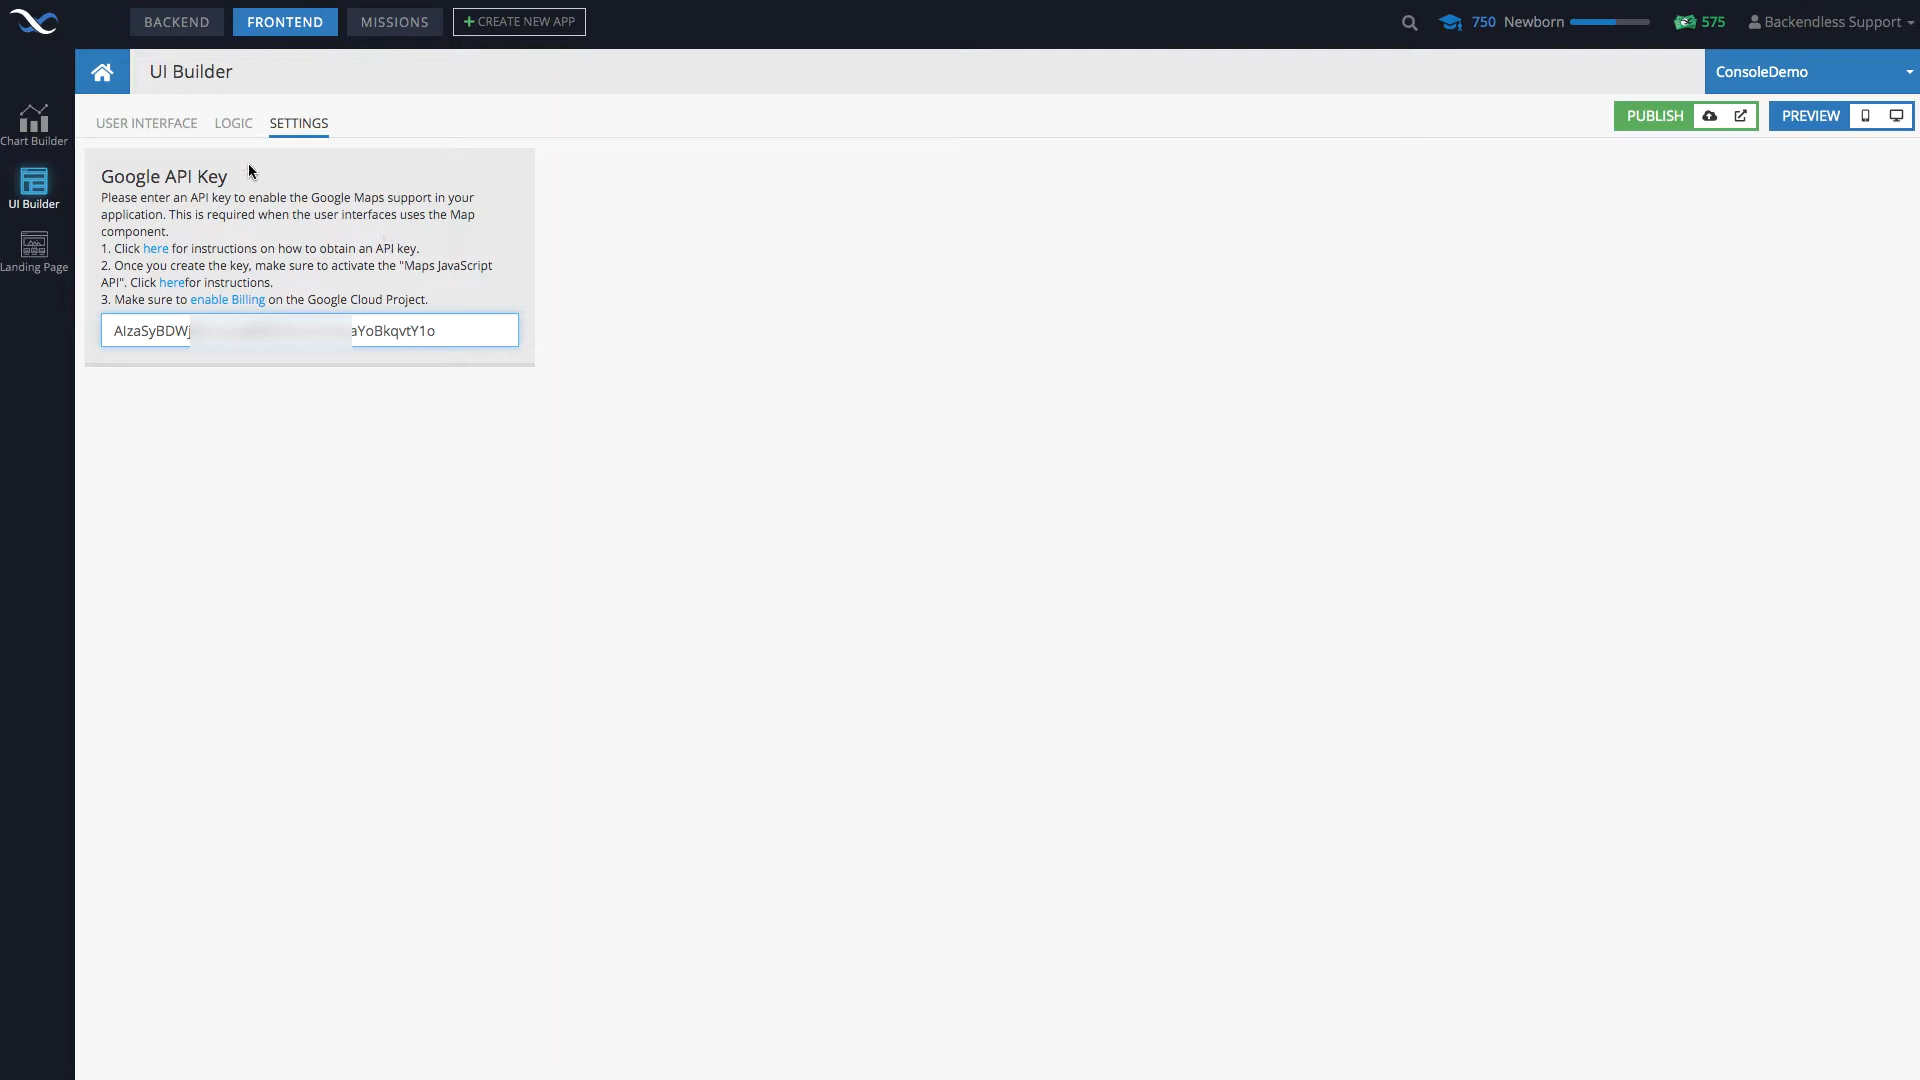 BACKEND
FRONTEND
MISSIONS
+ CREATE NEW APP
750 Newborn
575
Backendless Support
UI Builder
ConsoleDemo
USER INTERFACE
LOGIC
SETTINGS
PUBLISH
PREVIEW
Chart Builder
UI Builder
Landing Page
Google API Key
Please enter an API key to enable the Google Maps support in your
application. This is required when the user interfaces uses the Map
component.
1. Click here for instructions on how to obtain an API key.
2. Once you create the key, make sure to activate the "Maps JavaScript
API". Click herefor instructions.
3. Make sure to enable Billing on the Google Cloud Project.
AIzaSyBDWj aYoBkqvtY1o